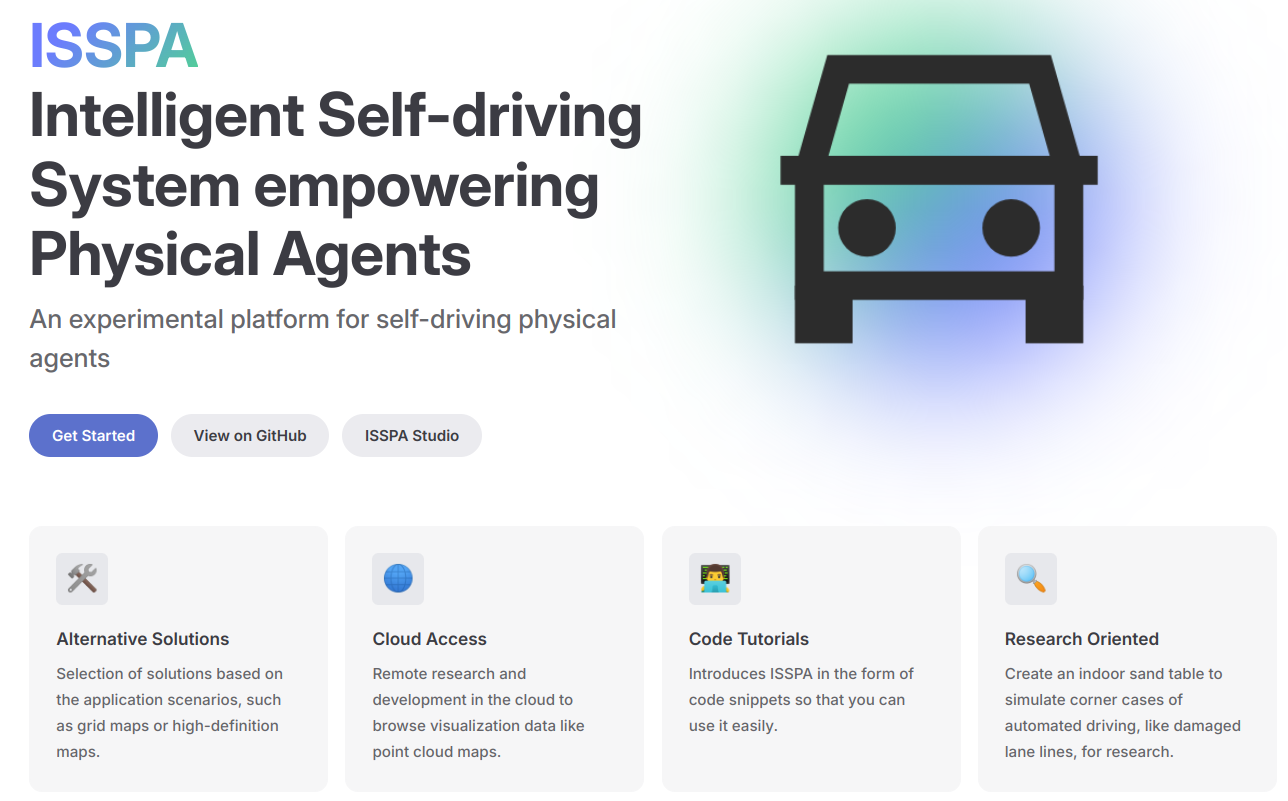 ISSPA
Intelligent Self-driving
System empowering
Physical Agents
An experimental platform for self-driving physical
agents
Get Started
View on GitHub
ISSPA Studio
Alternative Solutions
Selection of solutions based on
the application scenarios, such
as grid maps or high-definition
maps.
Cloud Access
Remote research and
development in the cloud to
browse visualization data like
point cloud maps.
Code Tutorials
Introduces ISSPA in the form of
code snippets so that you can
use it easily.
Research Oriented
Create an indoor sand table to
simulate corner cases of
automated driving, like damaged
lane lines, for research.